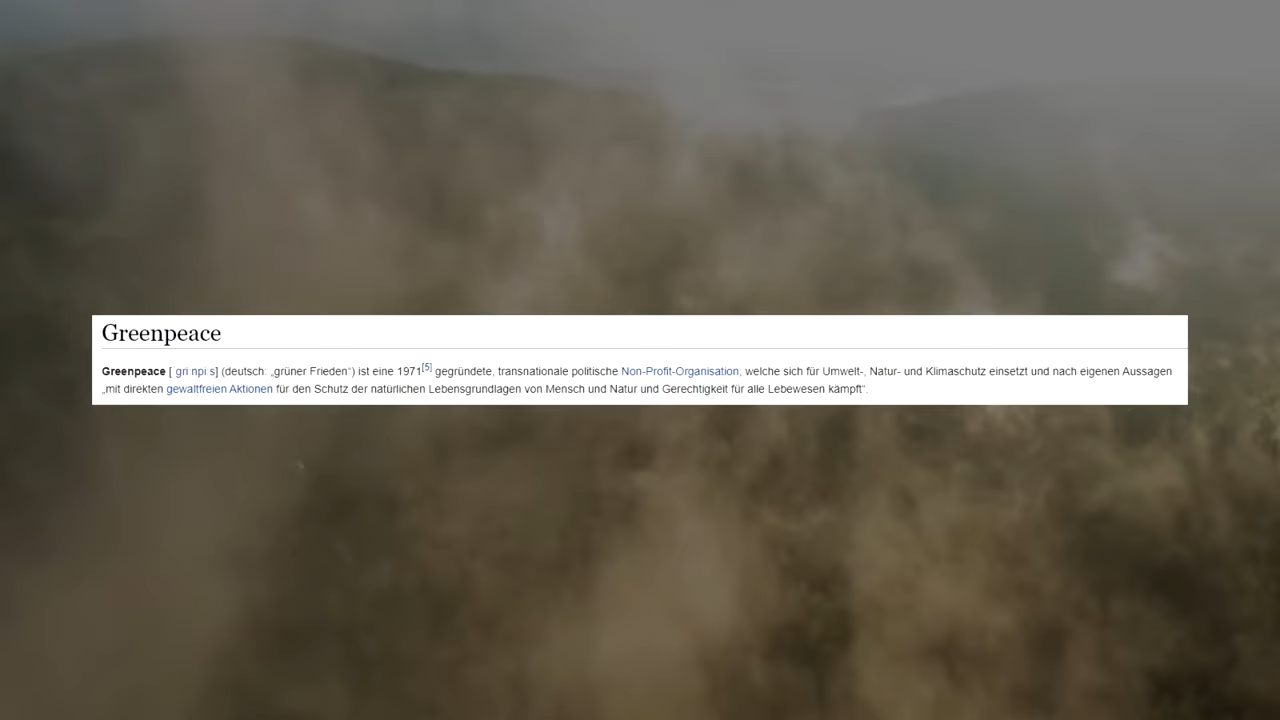 Greenpeace
Greenpeace [ ɡriːnpiːs] (deutsch: „grüner Frieden“) ist eine 1971[5] gegründete, transnationale politische Non-Profit-Organisation, welche sich für Umwelt-, Natur- und Klimaschutz einsetzt und nach eigenen Aussagen
„mit direkten gewaltfreien Aktionen für den Schutz der natürlichen Lebensgrundlagen von Mensch und Natur und Gerechtigkeit für alle Lebewesen kämpft“.